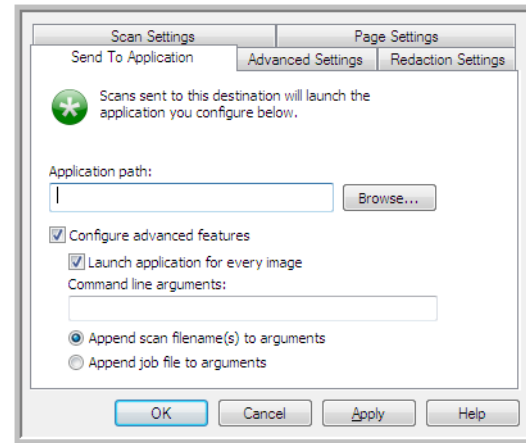 Scan Settings
Page Settings
Send To Application
Advanced Settings
Redaction Settings
Scans sent to this destination will launch the
application you configure below.
Application path:
Browse...
Configure advanced features
Launch application for every image
Command line arguments:
Append scan filename(s) to arguments
Append job file to arguments
OK
Cancel
Apply
Help